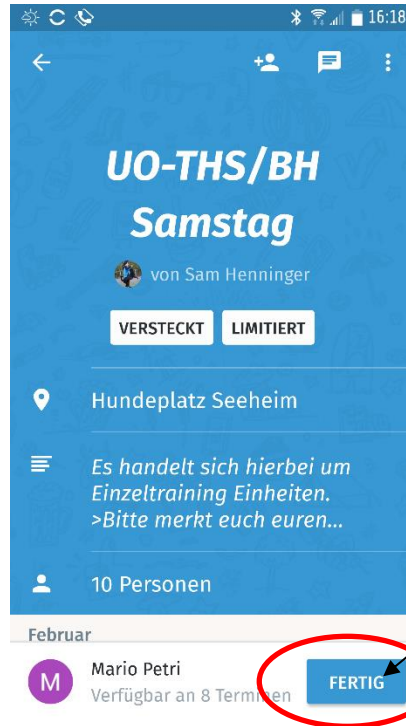 16:18
UO-THS/BH
Samstag
von Sam Henninger
VERSTECKT LIMITIERT
Hundeplatz Seeheim
Es handelt sich hierbei um
Einzeltraining Einheiten.
>Bitte merkt euch euren...
10 Personen
Februar
M
Mario Petri
Verfügbar an 8 Terminen
FERTIG